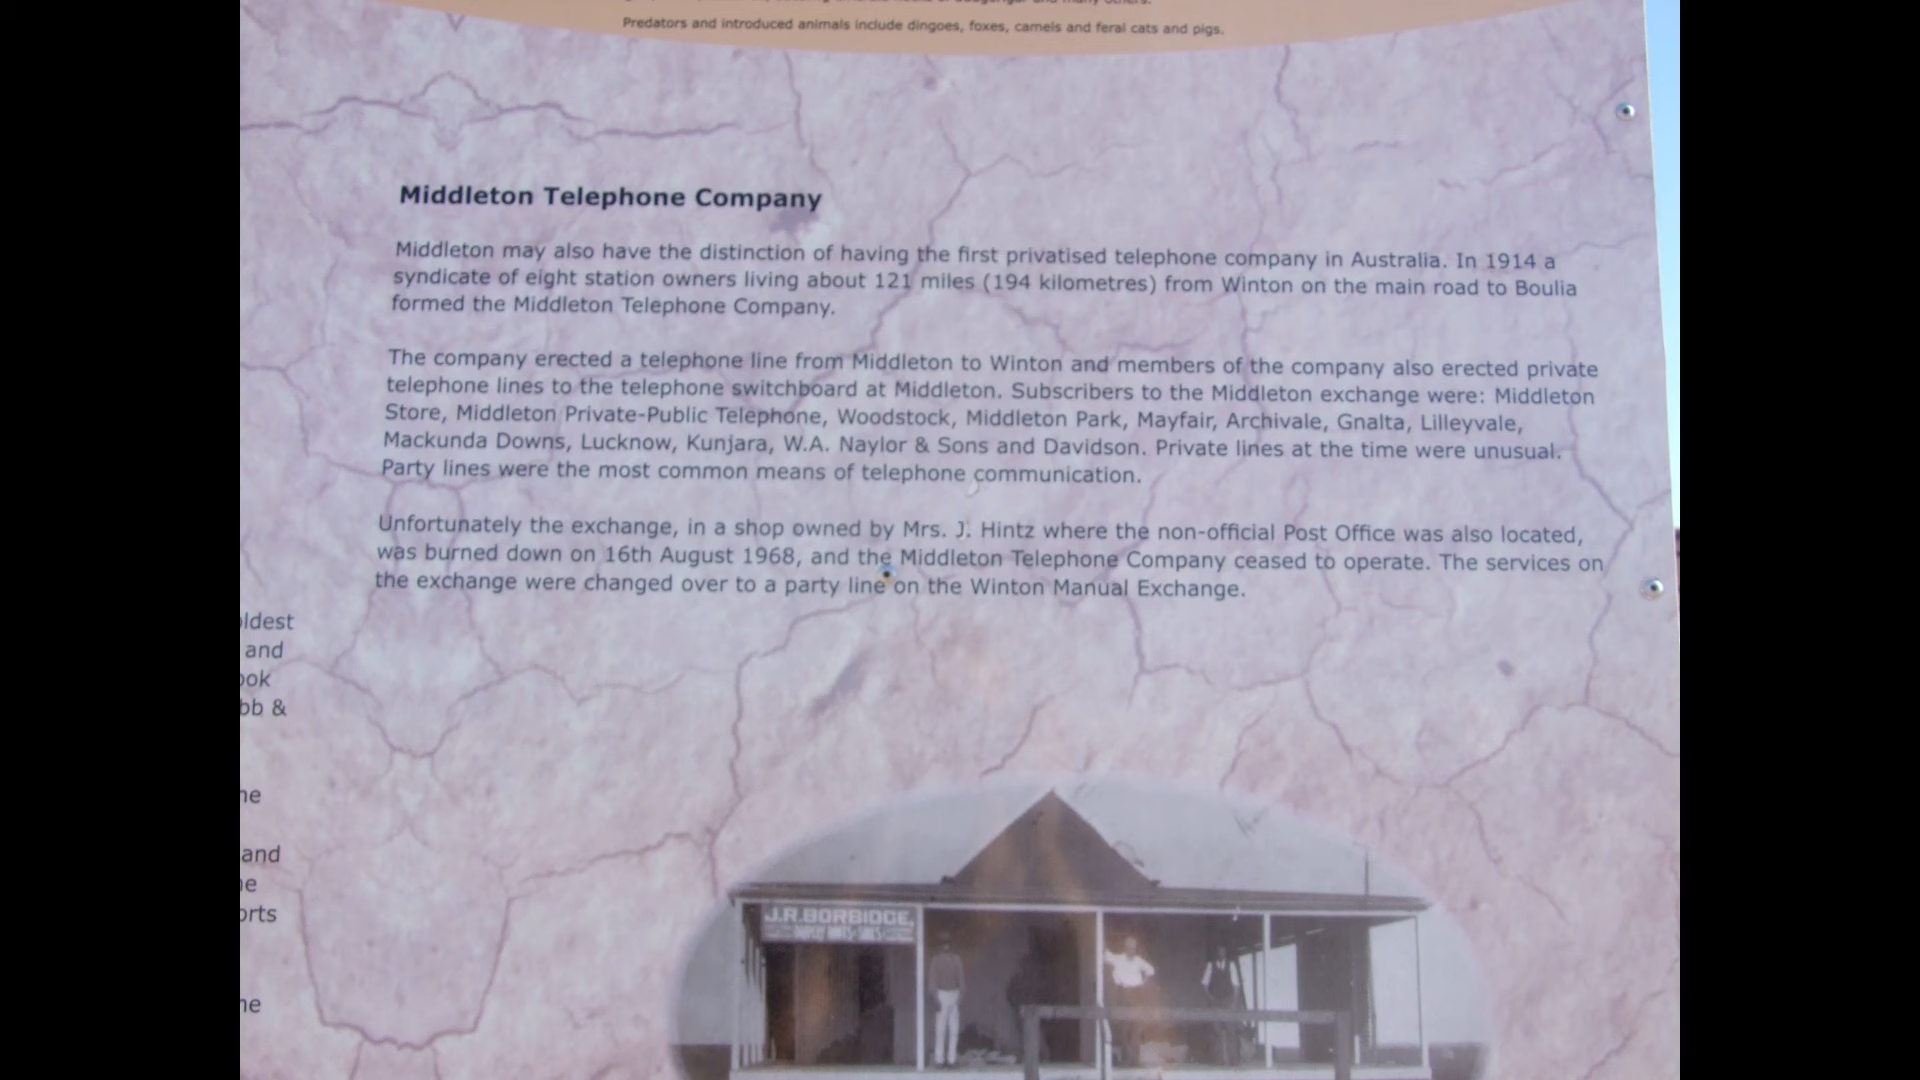 Predators and introduced animals include dingoes, foxes, camels and feral cats and pigs.
Middleton Telephone Company
Middleton may also have the distinction of having the first privatised telephone company in Australia. In 1914 a
syndicate of eight station owners living about 121 miles (194 kilometres) from Winton on the main road to Boulia
formed the Middleton Telephone Company.
The company erected a telephone line from Middleton to Winton and members of the company also erected private
telephone lines to the telephone switchboard at Middleton. Subscribers to the Middleton exchange were: Middleton
Store, Middleton Private-Public Telephone, Woodstock, Middleton Park, Mayfair, Archivale, Gnalta, Lilleyvale,
Mackunda Downs, Lucknow, Kunjara, W.A. Naylor & Sons and Davidson. Private lines at the time were unusual.
Party lines were the most common means of telephone communication.
Unfortunately the exchange, in a shop owned by Mrs. J. Hintz where the non-official Post Office was also located,
was burned down on 16th August 1968, and the Middleton Telephone Company ceased to operate. The services on
the exchange were changed over to a party line on the Winton Manual Exchange.
and
&
and
J.R.BORBIDGE.